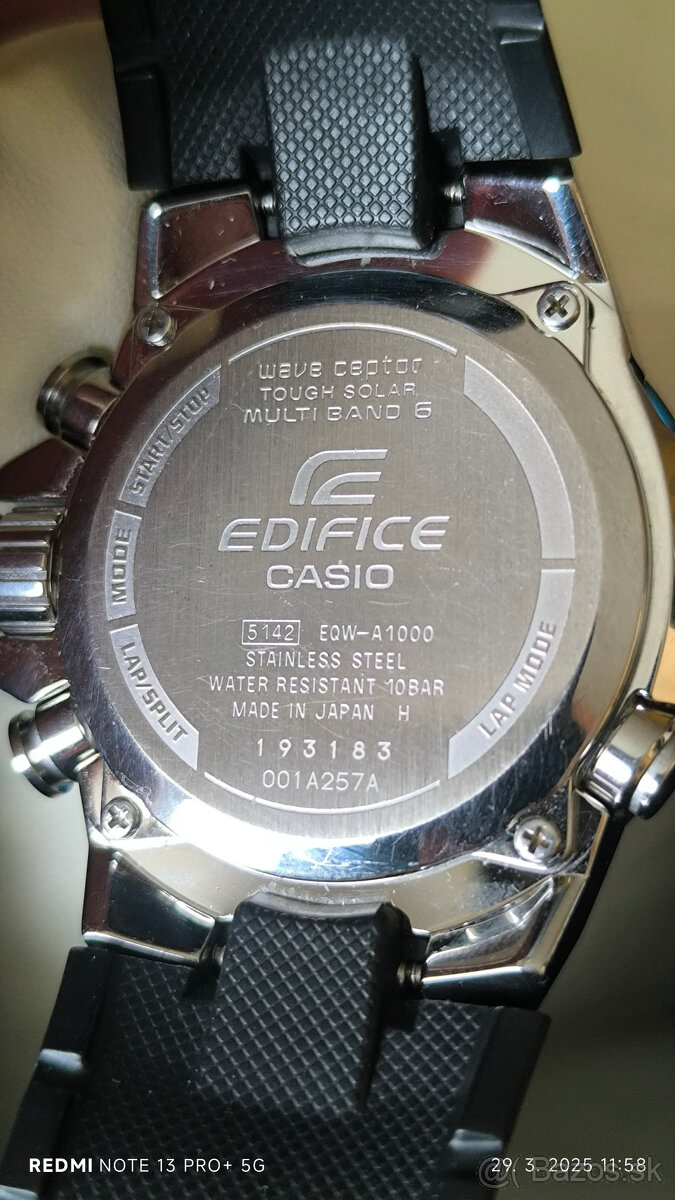 wave ceptor
TOUGH SOLAR
MULTI BAND 6
START/STOP
MODE
LAP/SPLIT
EDIFICE
CASIO
5142 EQW-A1000
STAINLESS STEEL
WATER RESISTANT 10BAR
MADE IN JAPAN H
193183
001A257A
LAP MODE
REDMI NOTE 13 PRO+ 5G
29. 3. 2025 11:58
@( Bazos.sk